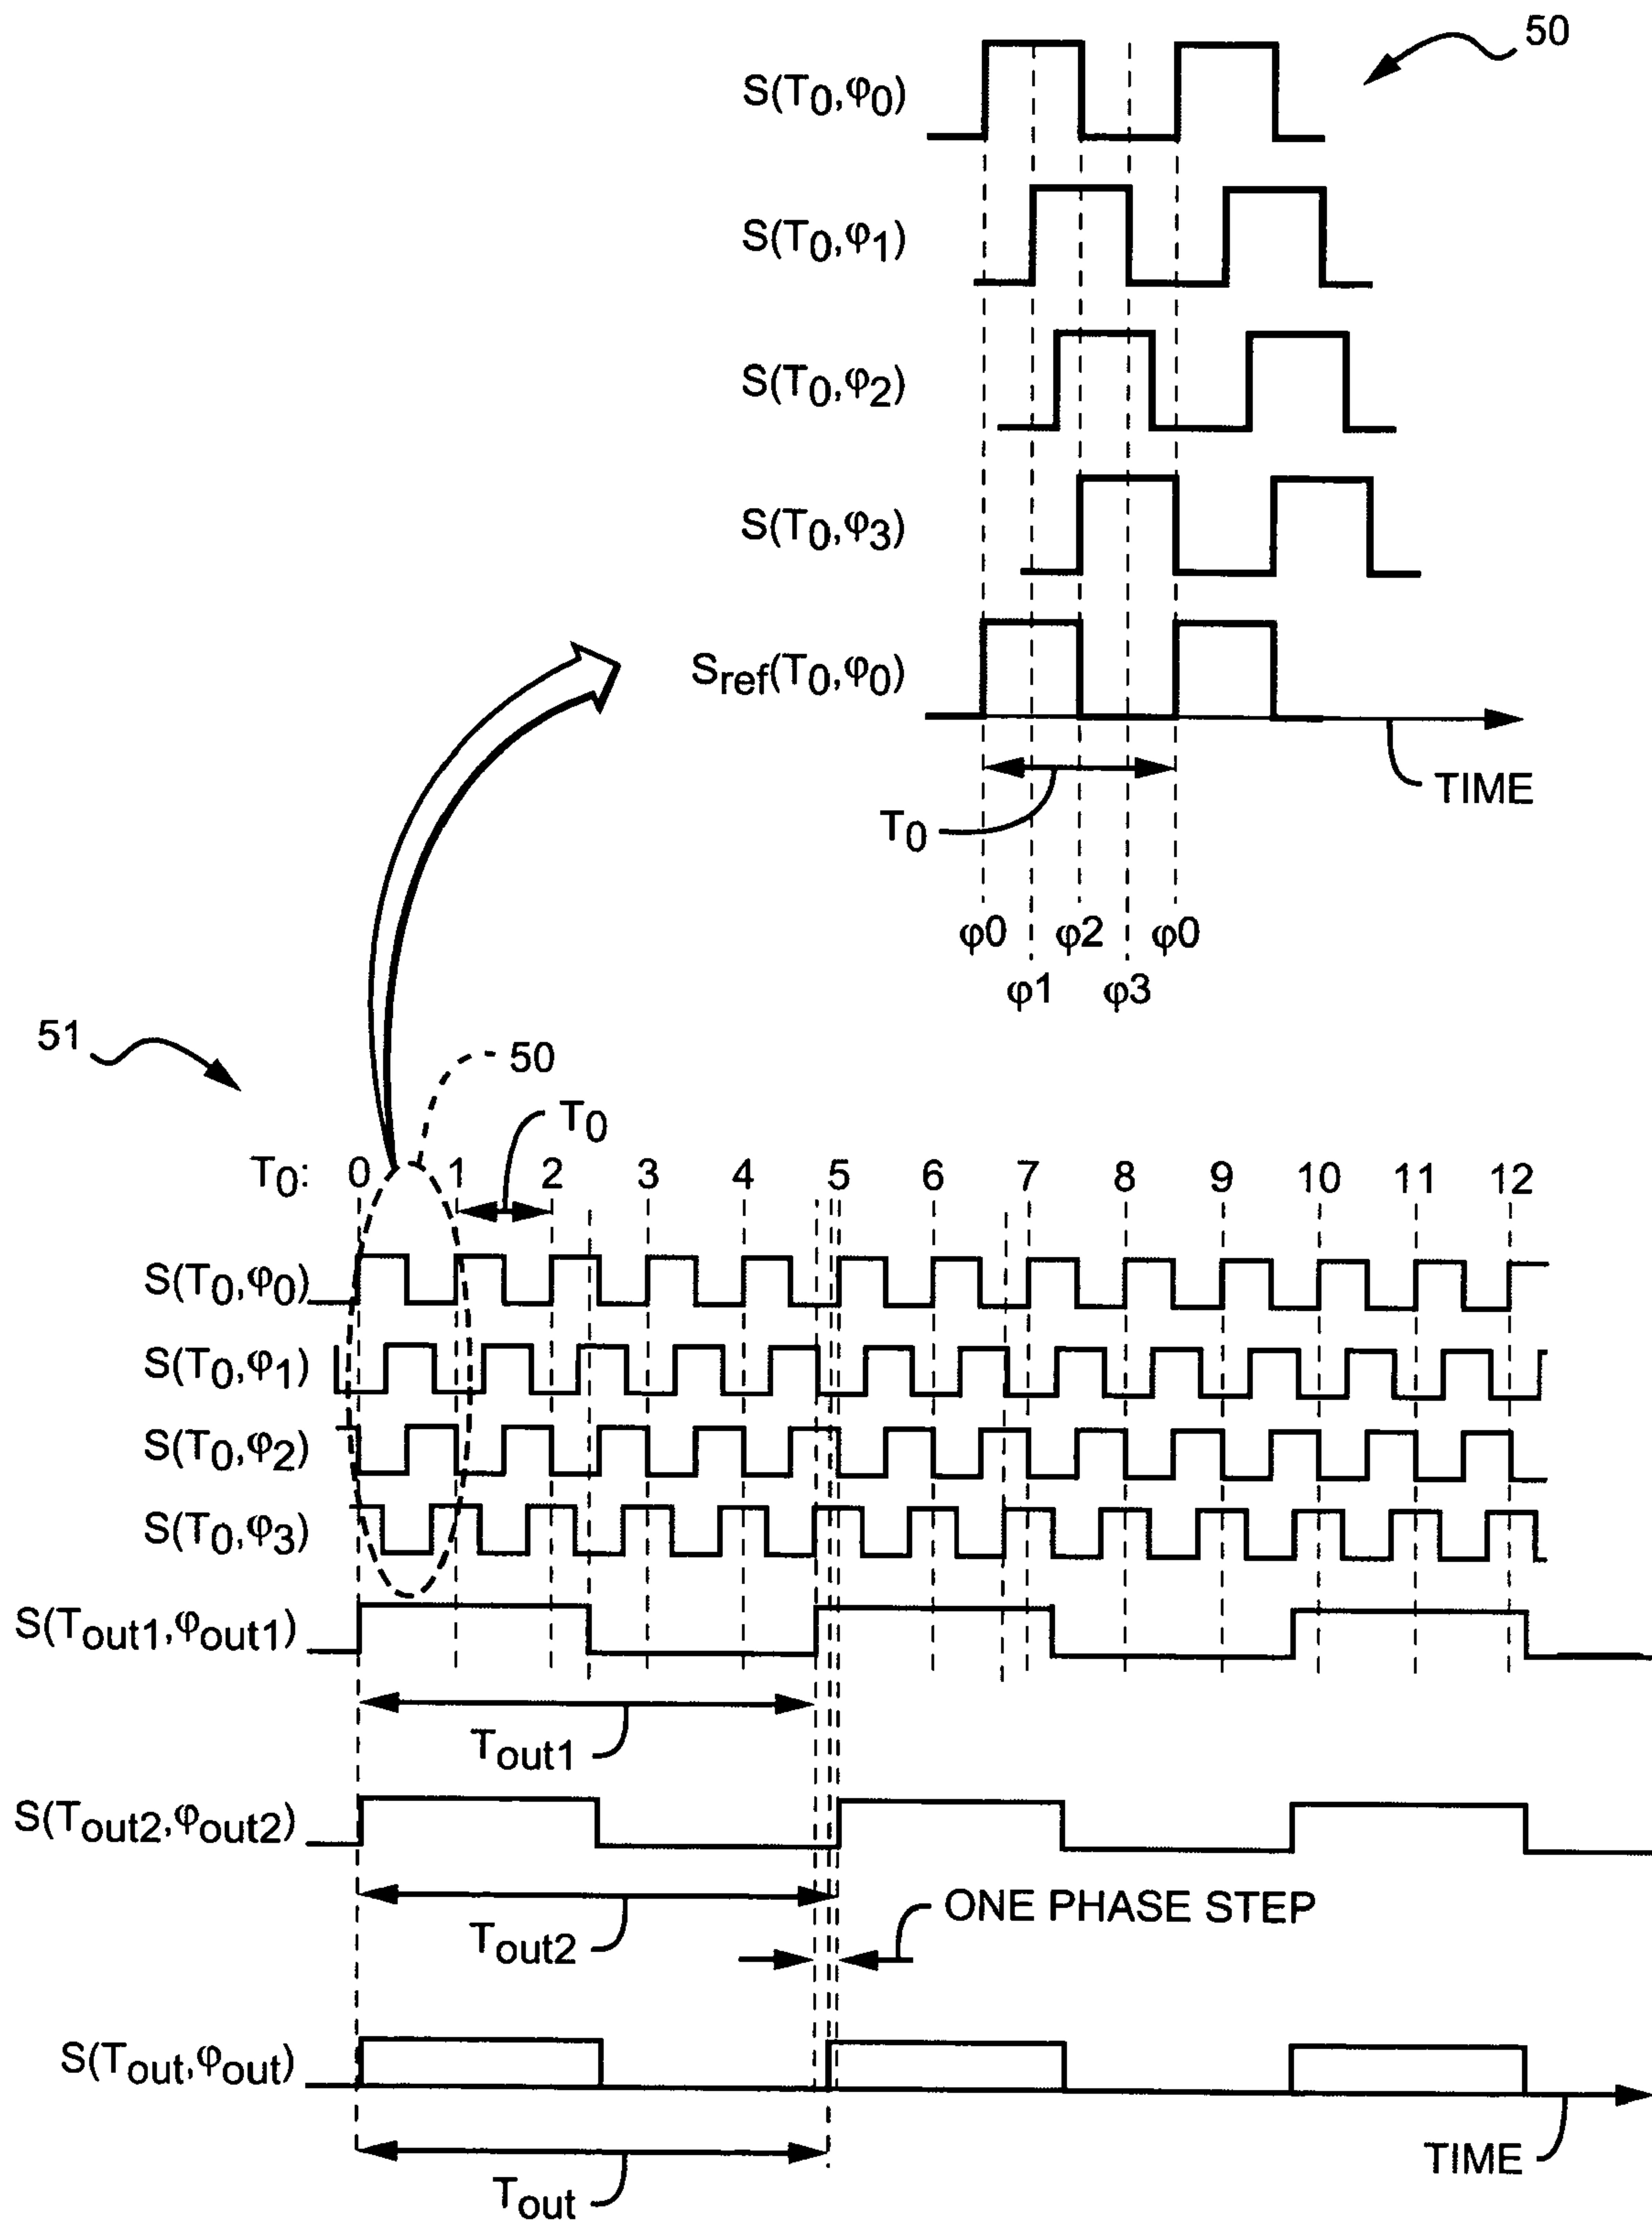 50
S(T0,φ0)
S(T0,φ1)
S(T0,φ2)
S(T0,φ3)
Sref(T0,φ0)
TIME
T0
φ0 φ2 φ0
φ1 φ3
51
50
T0
T0: 0 1 2 3 4 5 6 7 8 9 10 11 12
S(T0,φ0)
S(T0,φ1)
S(T0,φ2)
S(T0,φ3)
S(Tout1,φout1)
Tout1
S(Tout2,φout2)
ONE PHASE STEP
Tout2
S(Tout,φout)
TIME
Tout